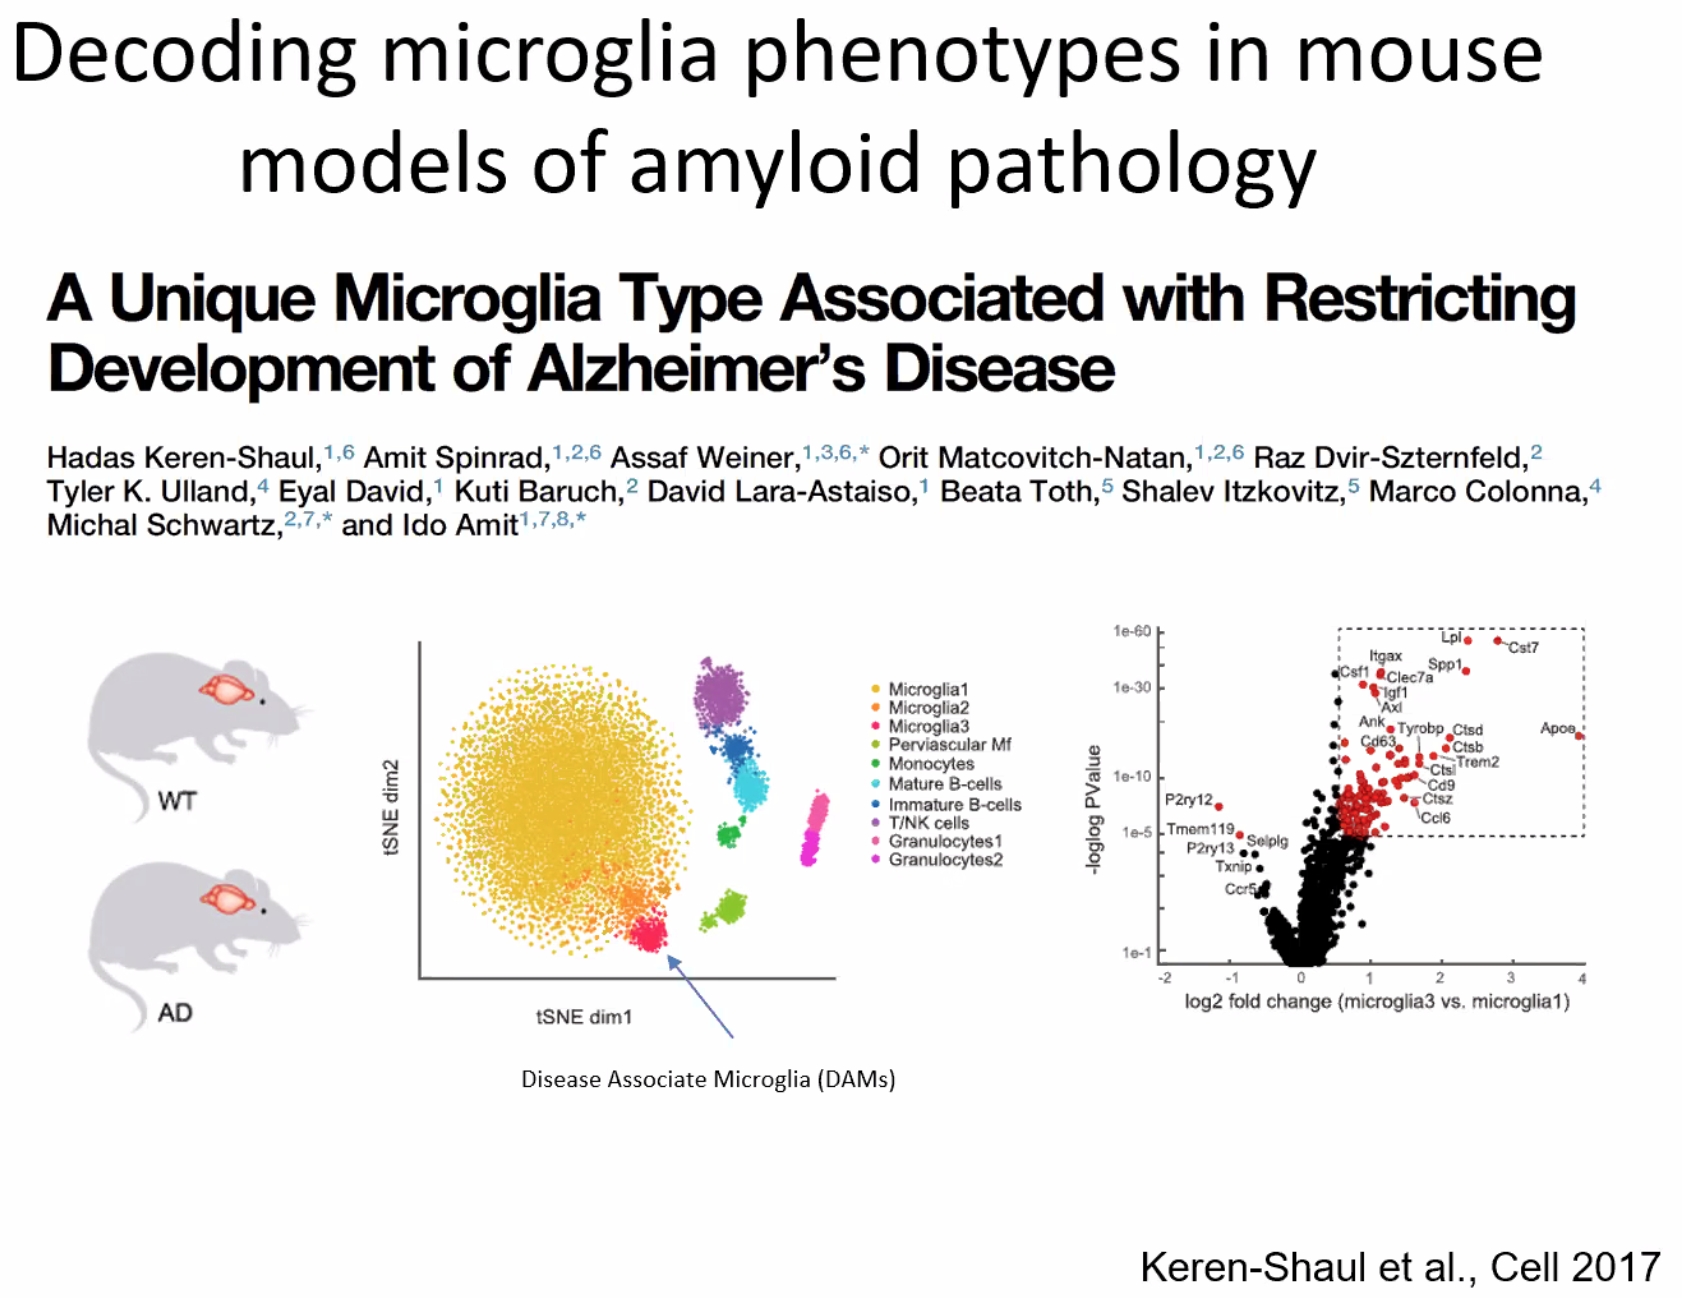 Decoding microglia phenotypes in mouse
models of amyloid pathology
A Unique Microglia Type Associated with Restricting
Development of Alzheimer's Disease
Hadas Keren-Shaul,1,6 Amit Spinrad,1,2,6 Assaf Weiner,1,3,6,* Orit Matcovitch-Natan,1,2,6 Raz Dvir-Szternfeld,2
Tyler K. Ulland,4 Eyal David,1 Kuti Baruch,2 David Lara-Astaiso,1 Beata Toth,5 Shalev Itzkovitz,5 Marco Colonna,4
Michal Schwartz,2,7,* and Ido Amit1,7,8,*
WT
AD
tSNE dim2
tSNE dim1
Disease Associate Microglia (DAMs)
Microglia1
Microglia2
Microglia3
Perviascular Mf
Monocytes
Mature B-cells
Immature B-cells
T/NK cells
Granulocytes1
Granulocytes2
-logлog PValue
1e-60
1e-30
1e-10
1e-5
1e-1
Lpl
Cst7
Itgax
Spp1
Csf1
Clec7a
Igf1
Axl
Ank
Tyrobp
Ctsd
Apoe
Cd63
Ctsb
Trem2
Ctsl
Cd9
Ctsz
Ccl6
P2ry12
Tmem119
Selplg
P2ry13
Txnip
Ccr5
-2
-1
0
1
2
3
4
log2 fold change (microglia3 vs. microglia1)
Keren-Shaul et al., Cell 2017